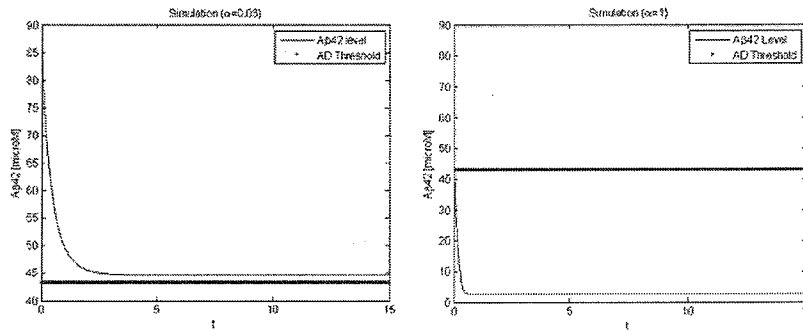 Simulation (α=0.03)
Aβ42 level
AD Threshold
90
85
80
75
70
65
60
55
50
45
40
Aβ42 [microM]
0
5
10
15
t
Simulation (α=1)
Aβ42 Level
AD Threshold
90
80
70
60
50
40
30
20
10
0
Aβ42 [microM]
0
5
10
t